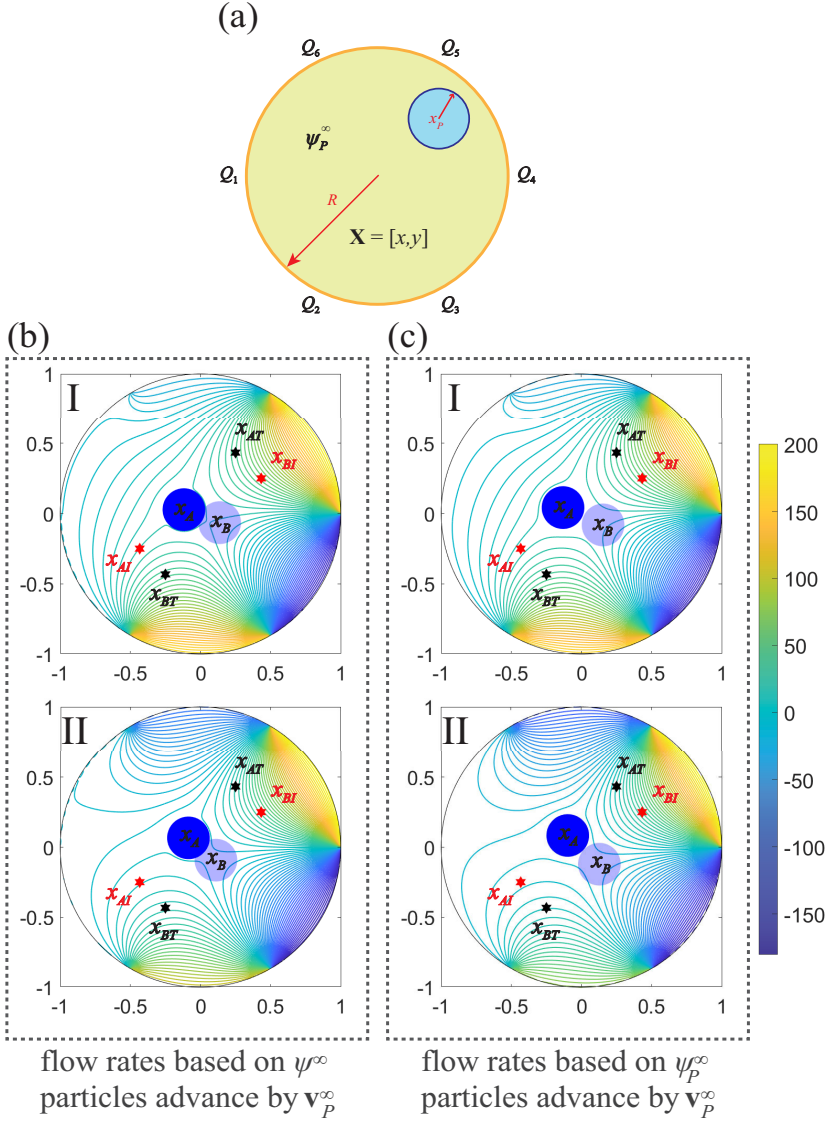 (a)
Q6 Q5
ψP∞ xP
Q1 Q4
R
X = [x,y]
Q2 Q3
(b) (c)
I
1
0.5
0
-0.5
-1
-1 -0.5 0 0.5 1
xAT
xBI
xA
xB
xAI
xBT
I
1
0.5
0
-0.5
-1
-1 -0.5 0 0.5 1
xAT
xBI
xA
xB
xAI
xBT
II
1
0.5
0
-0.5
-1
-1 -0.5 0 0.5 1
xAT
xBI
xA
xB
xAI
xBT
II
1
0.5
0
-0.5
-1
-1 -0.5 0 0.5 1
xAT
xBI
xA
xB
xAI
xBT
200
150
100
50
0
-50
-100
-150
flow rates based on ψ∞
particles advance by vP∞
flow rates based on ψP∞
particles advance by vP∞